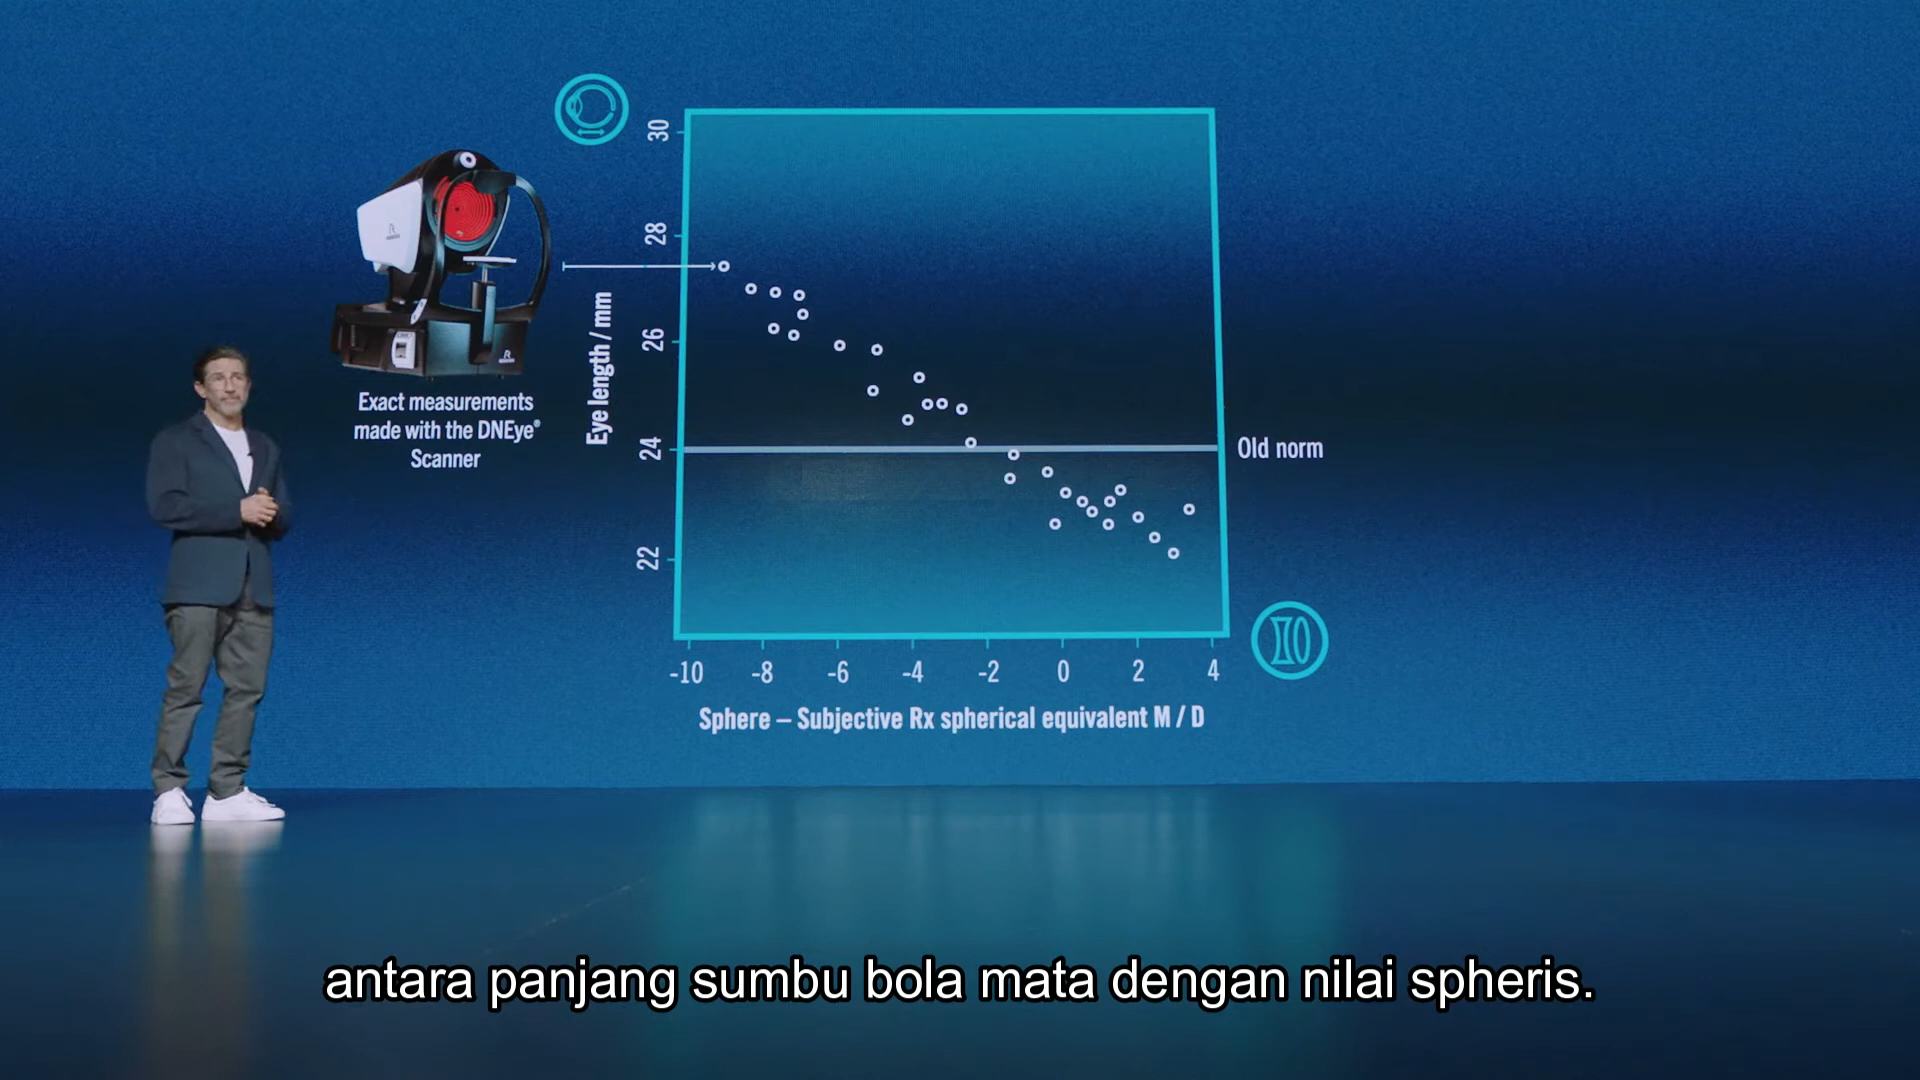 30
28
26
24
22
Eye length / mm
Exact measurements
made with the DNEye®
Scanner
Old norm
-10 -8 -6 -4 -2 0 2 4
Sphere – Subjective Rx spherical equivalent M / D
antara panjang sumbu bola mata dengan nilai spheris.